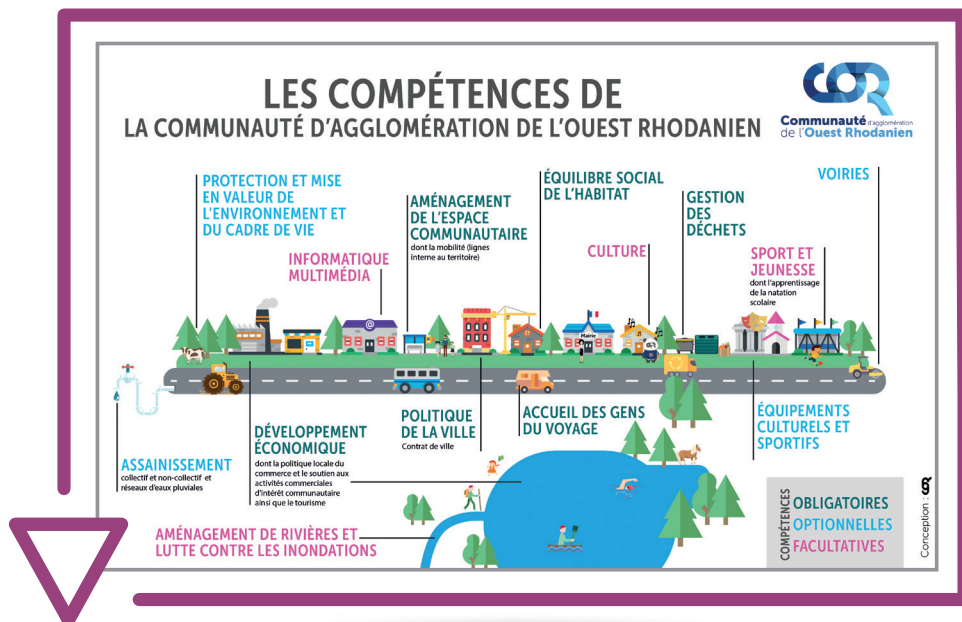 LES COMPÉTENCES DE
LA COMMUNAUTÉ D'AGGLOMÉRATION DE L'OUEST RHODANIEN
COR
Communauté d'agglomération
de l'Ouest Rhodanien
PROTECTION ET MISE
EN VALEUR DE
L'ENVIRONNEMENT ET
DU CADRE DE VIE
INFORMATIQUE
MULTIMÉDIA
AMÉNAGEMENT
DE L'ESPACE
COMMUNAUTAIRE
dont la mobilité (lignes
interne au territoire)
ÉQUILIBRE SOCIAL
DE L'HABITAT
CULTURE
GESTION
DES
DÉCHETS
SPORT ET
JEUNESSE
dont l'apprentissage
de la natation
scolaire
VOIRIES
@
Mairie
ASSAINISSEMENT
collectif et non-collectif et
réseaux d'eaux pluviales
DÉVELOPPEMENT
ÉCONOMIQUE
dont la politique locale du
commerce et le soutien aux
activités commerciales
d'intérêt communautaire
ainsi que le tourisme
POLITIQUE
DE LA VILLE
Contrat de ville
ACCUEIL DES GENS
DU VOYAGE
ÉQUIPEMENTS
CULTURELS ET
SPORTIFS
AMÉNAGEMENT DE RIVIÈRES ET
LUTTE CONTRE LES INONDATIONS
COMPÉTENCES
OBLIGATOIRES
OPTIONNELLES
FACULTATIVES
Conception :